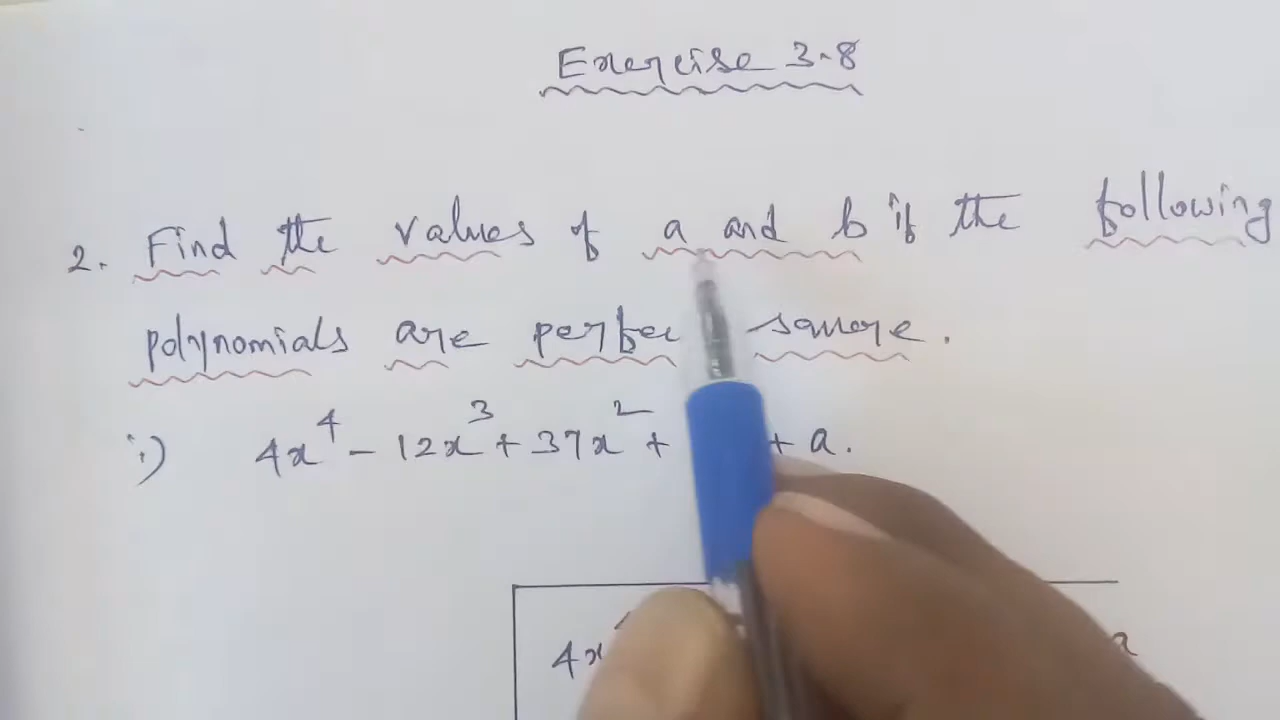 Exercise 3.8
2. Find the values of a and b if the following
polynomials are perfec square.
i) 4x⁴ - 12x³ + 37x² + + a.
4x a